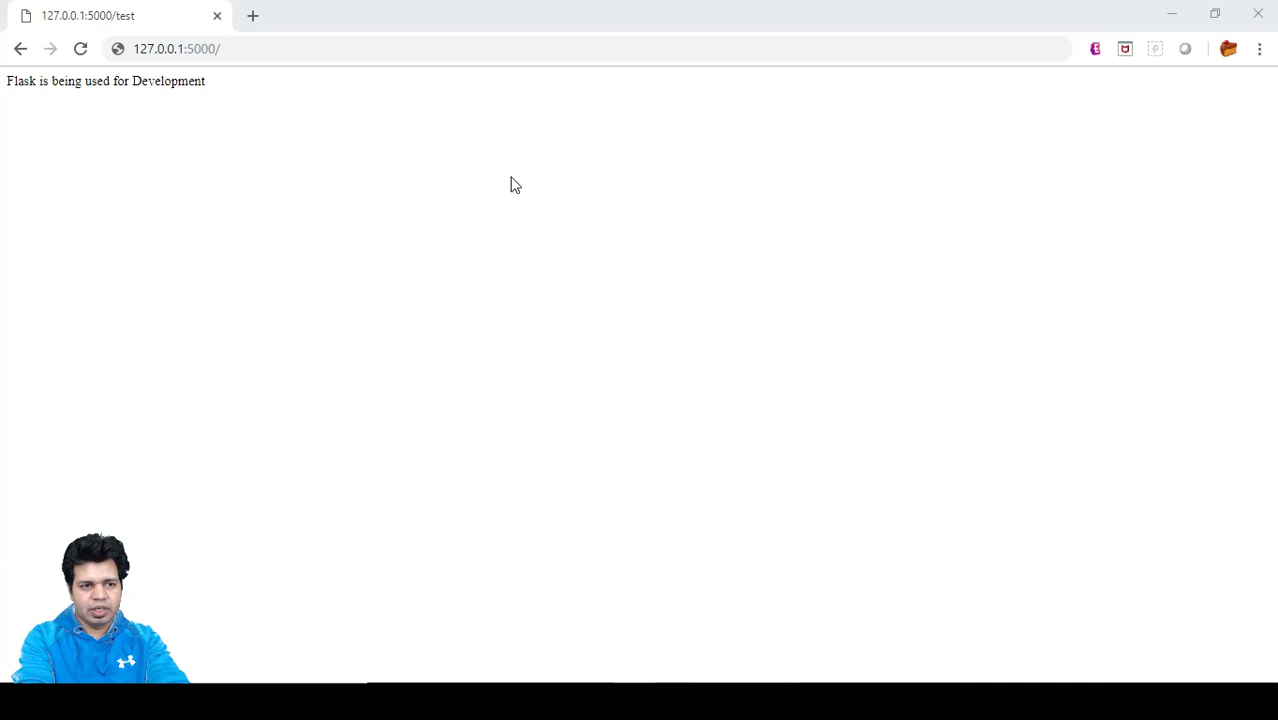 127.0.0.1:5000/test
127.0.0.1:5000/
Flask is being used for Development